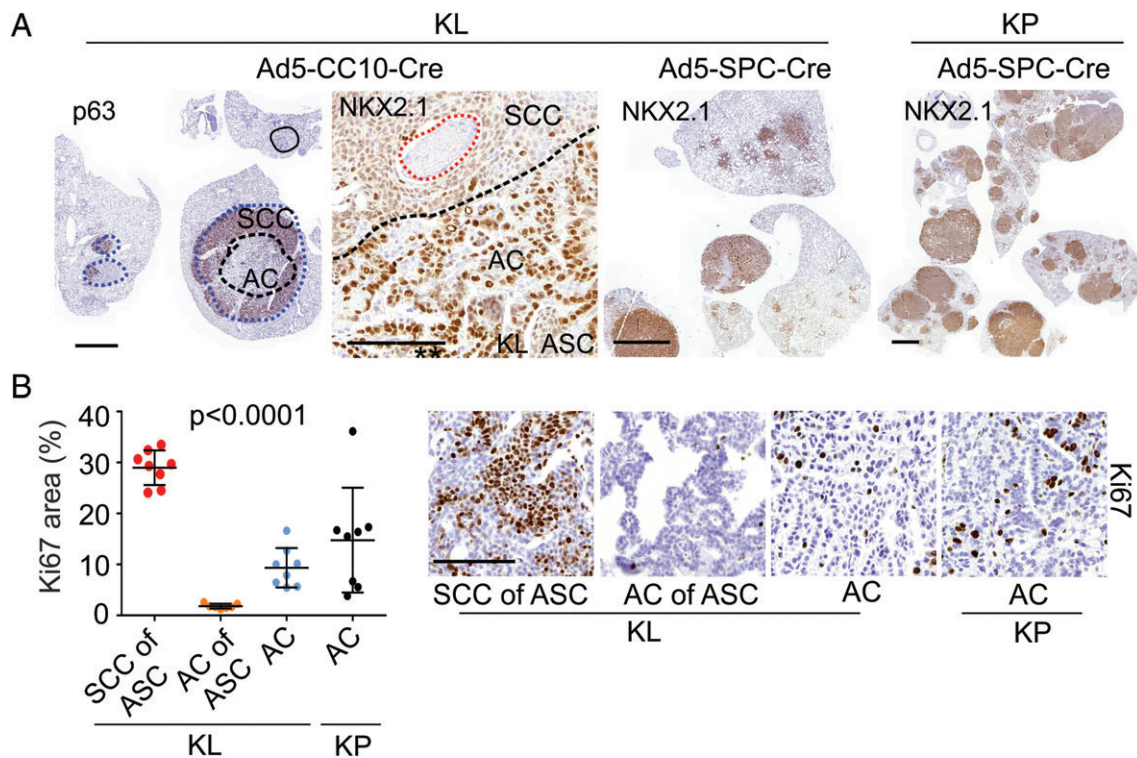 A
KL
KP
Ad5-CC10-Cre
Ad5-SPC-Cre
Ad5-SPC-Cre
p63
NKX2.1
NKX2.1
NKX2.1
SCC
SCC
AC
AC
**
KL ASC
B
p<0.0001
Ki67 area (%)
40
30
20
10
0
SCC of ASC
AC of ASC
AC
AC
KL
KP
Ki67
SCC of ASC
AC of ASC
AC
AC
KL
KP